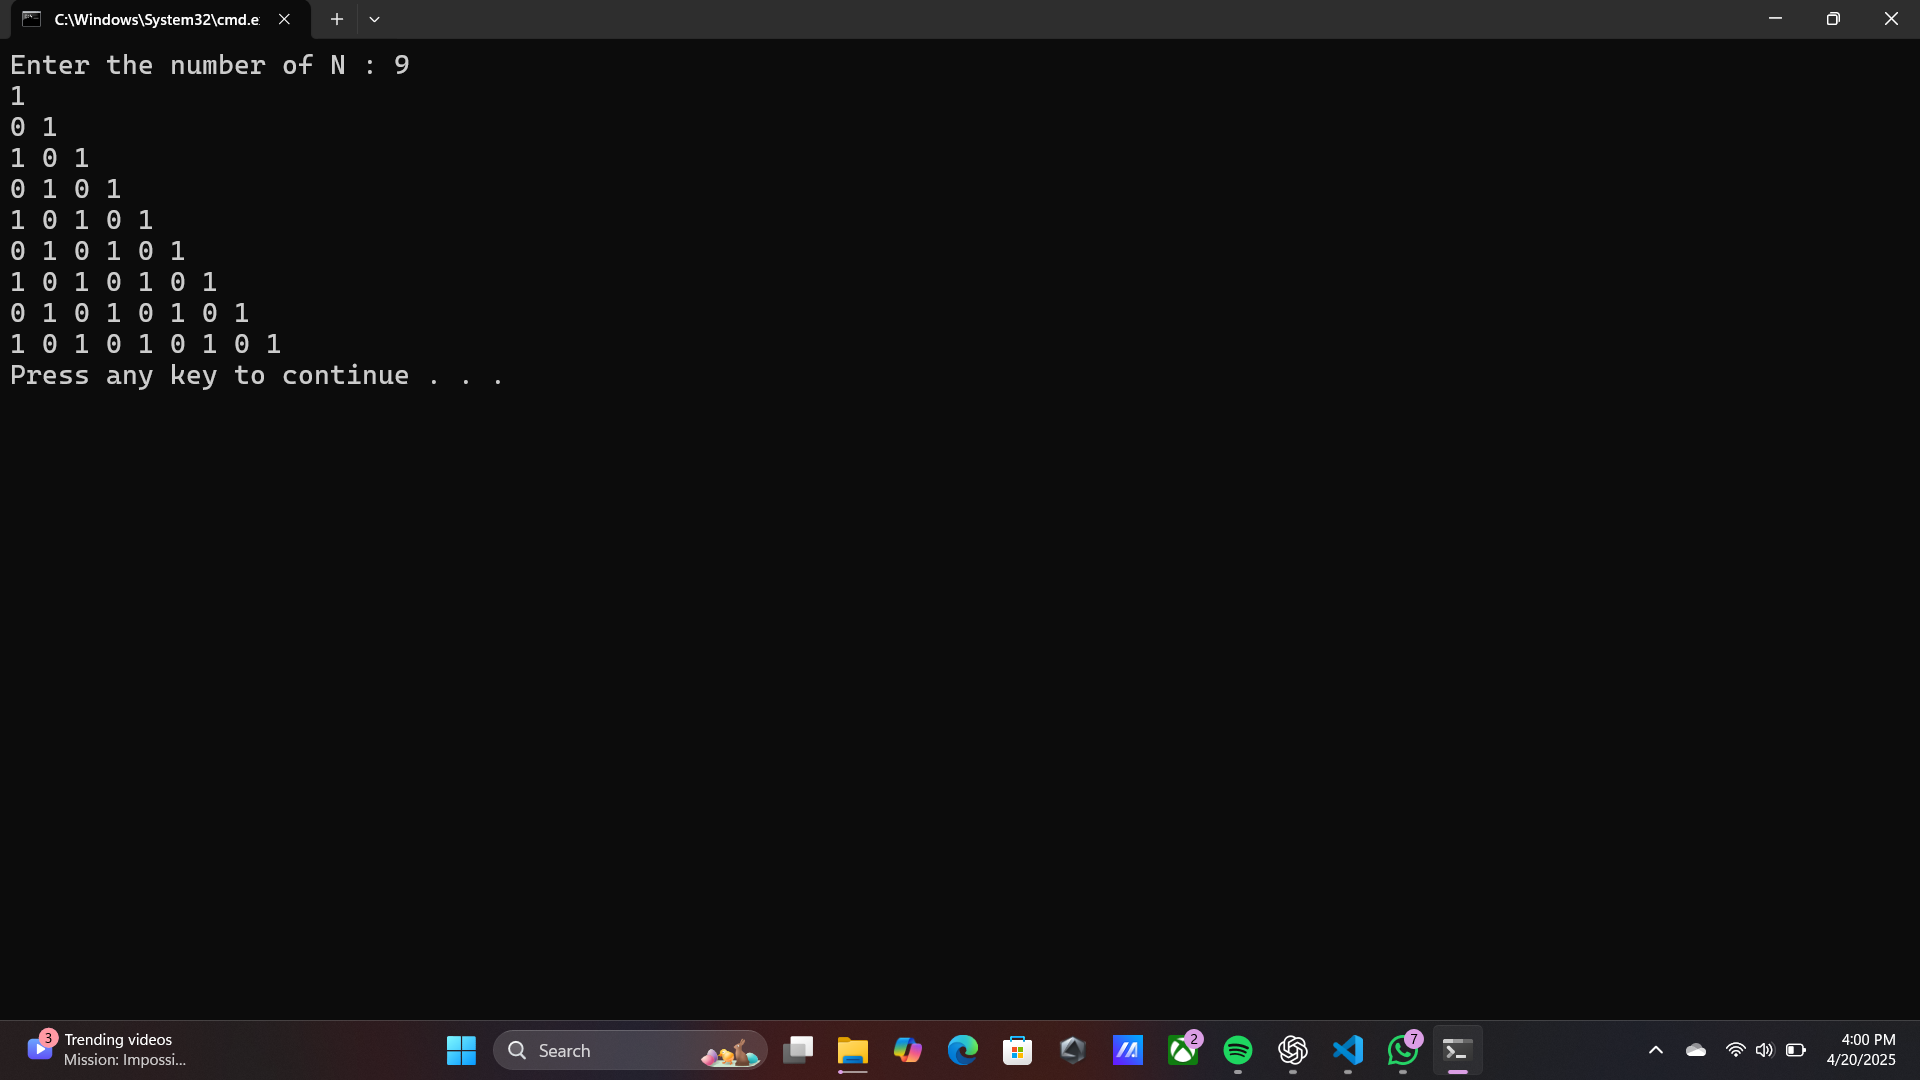 C:\Windows\System32\cmd.e
Enter the number of N : 9
1
0 1
1 0 1
0 1 0 1
1 0 1 0 1
0 1 0 1 0 1
1 0 1 0 1 0 1
0 1 0 1 0 1 0 1
1 0 1 0 1 0 1 0 1
Press any key to continue . . .
3
Trending videos
Mission: Impossi...
Search
2
7
4:00 PM
4/20/2025